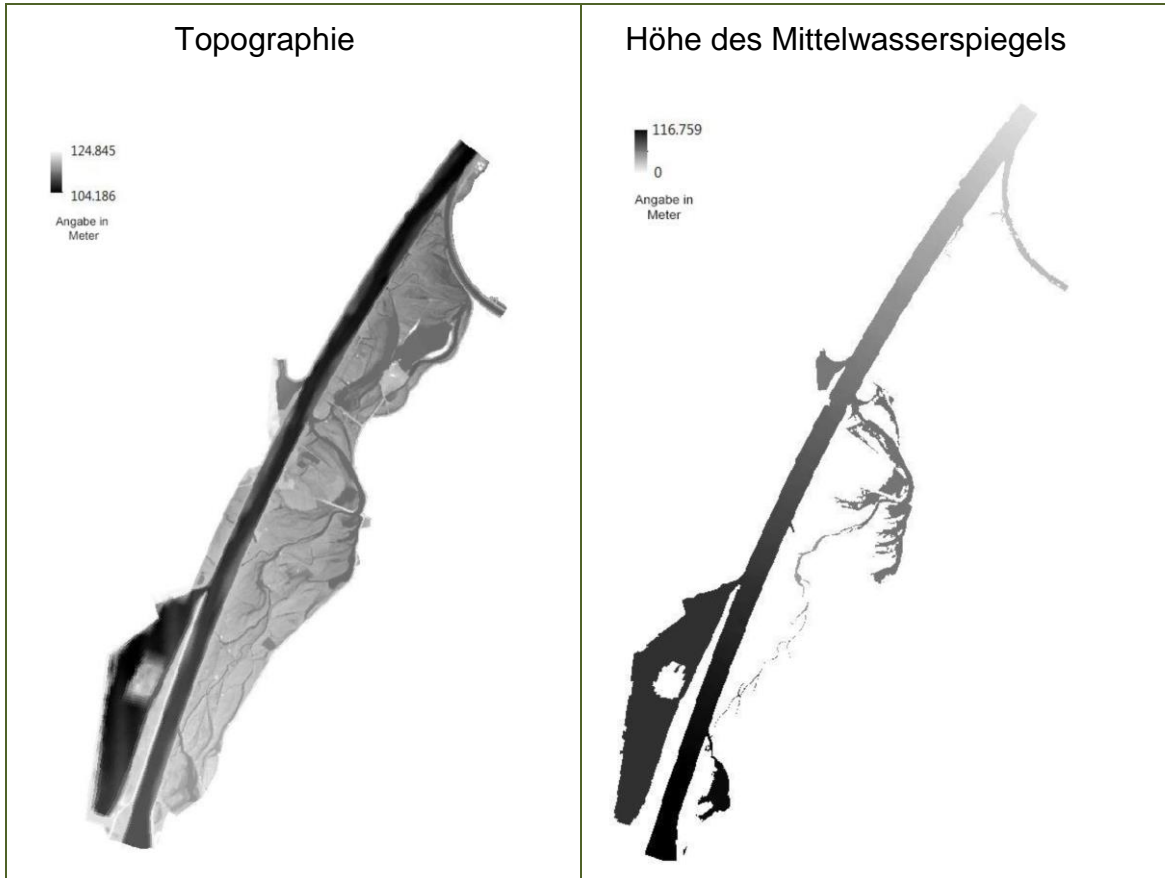 Topographie
124.845
104.186
Angabe in
Meter
Höhe des Mittelwasserspiegels
116.759
0
Angabe in
Meter